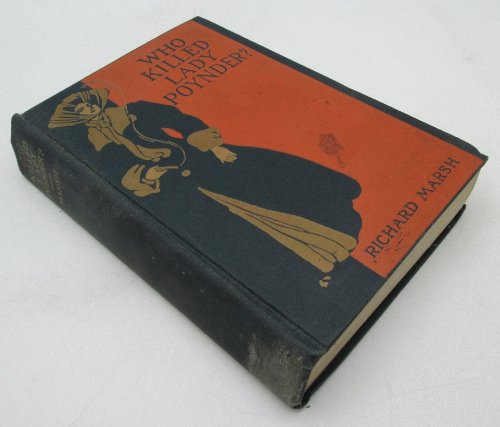 WHO
KILLED
LADY
POYNDER?
RICHARD MARSH